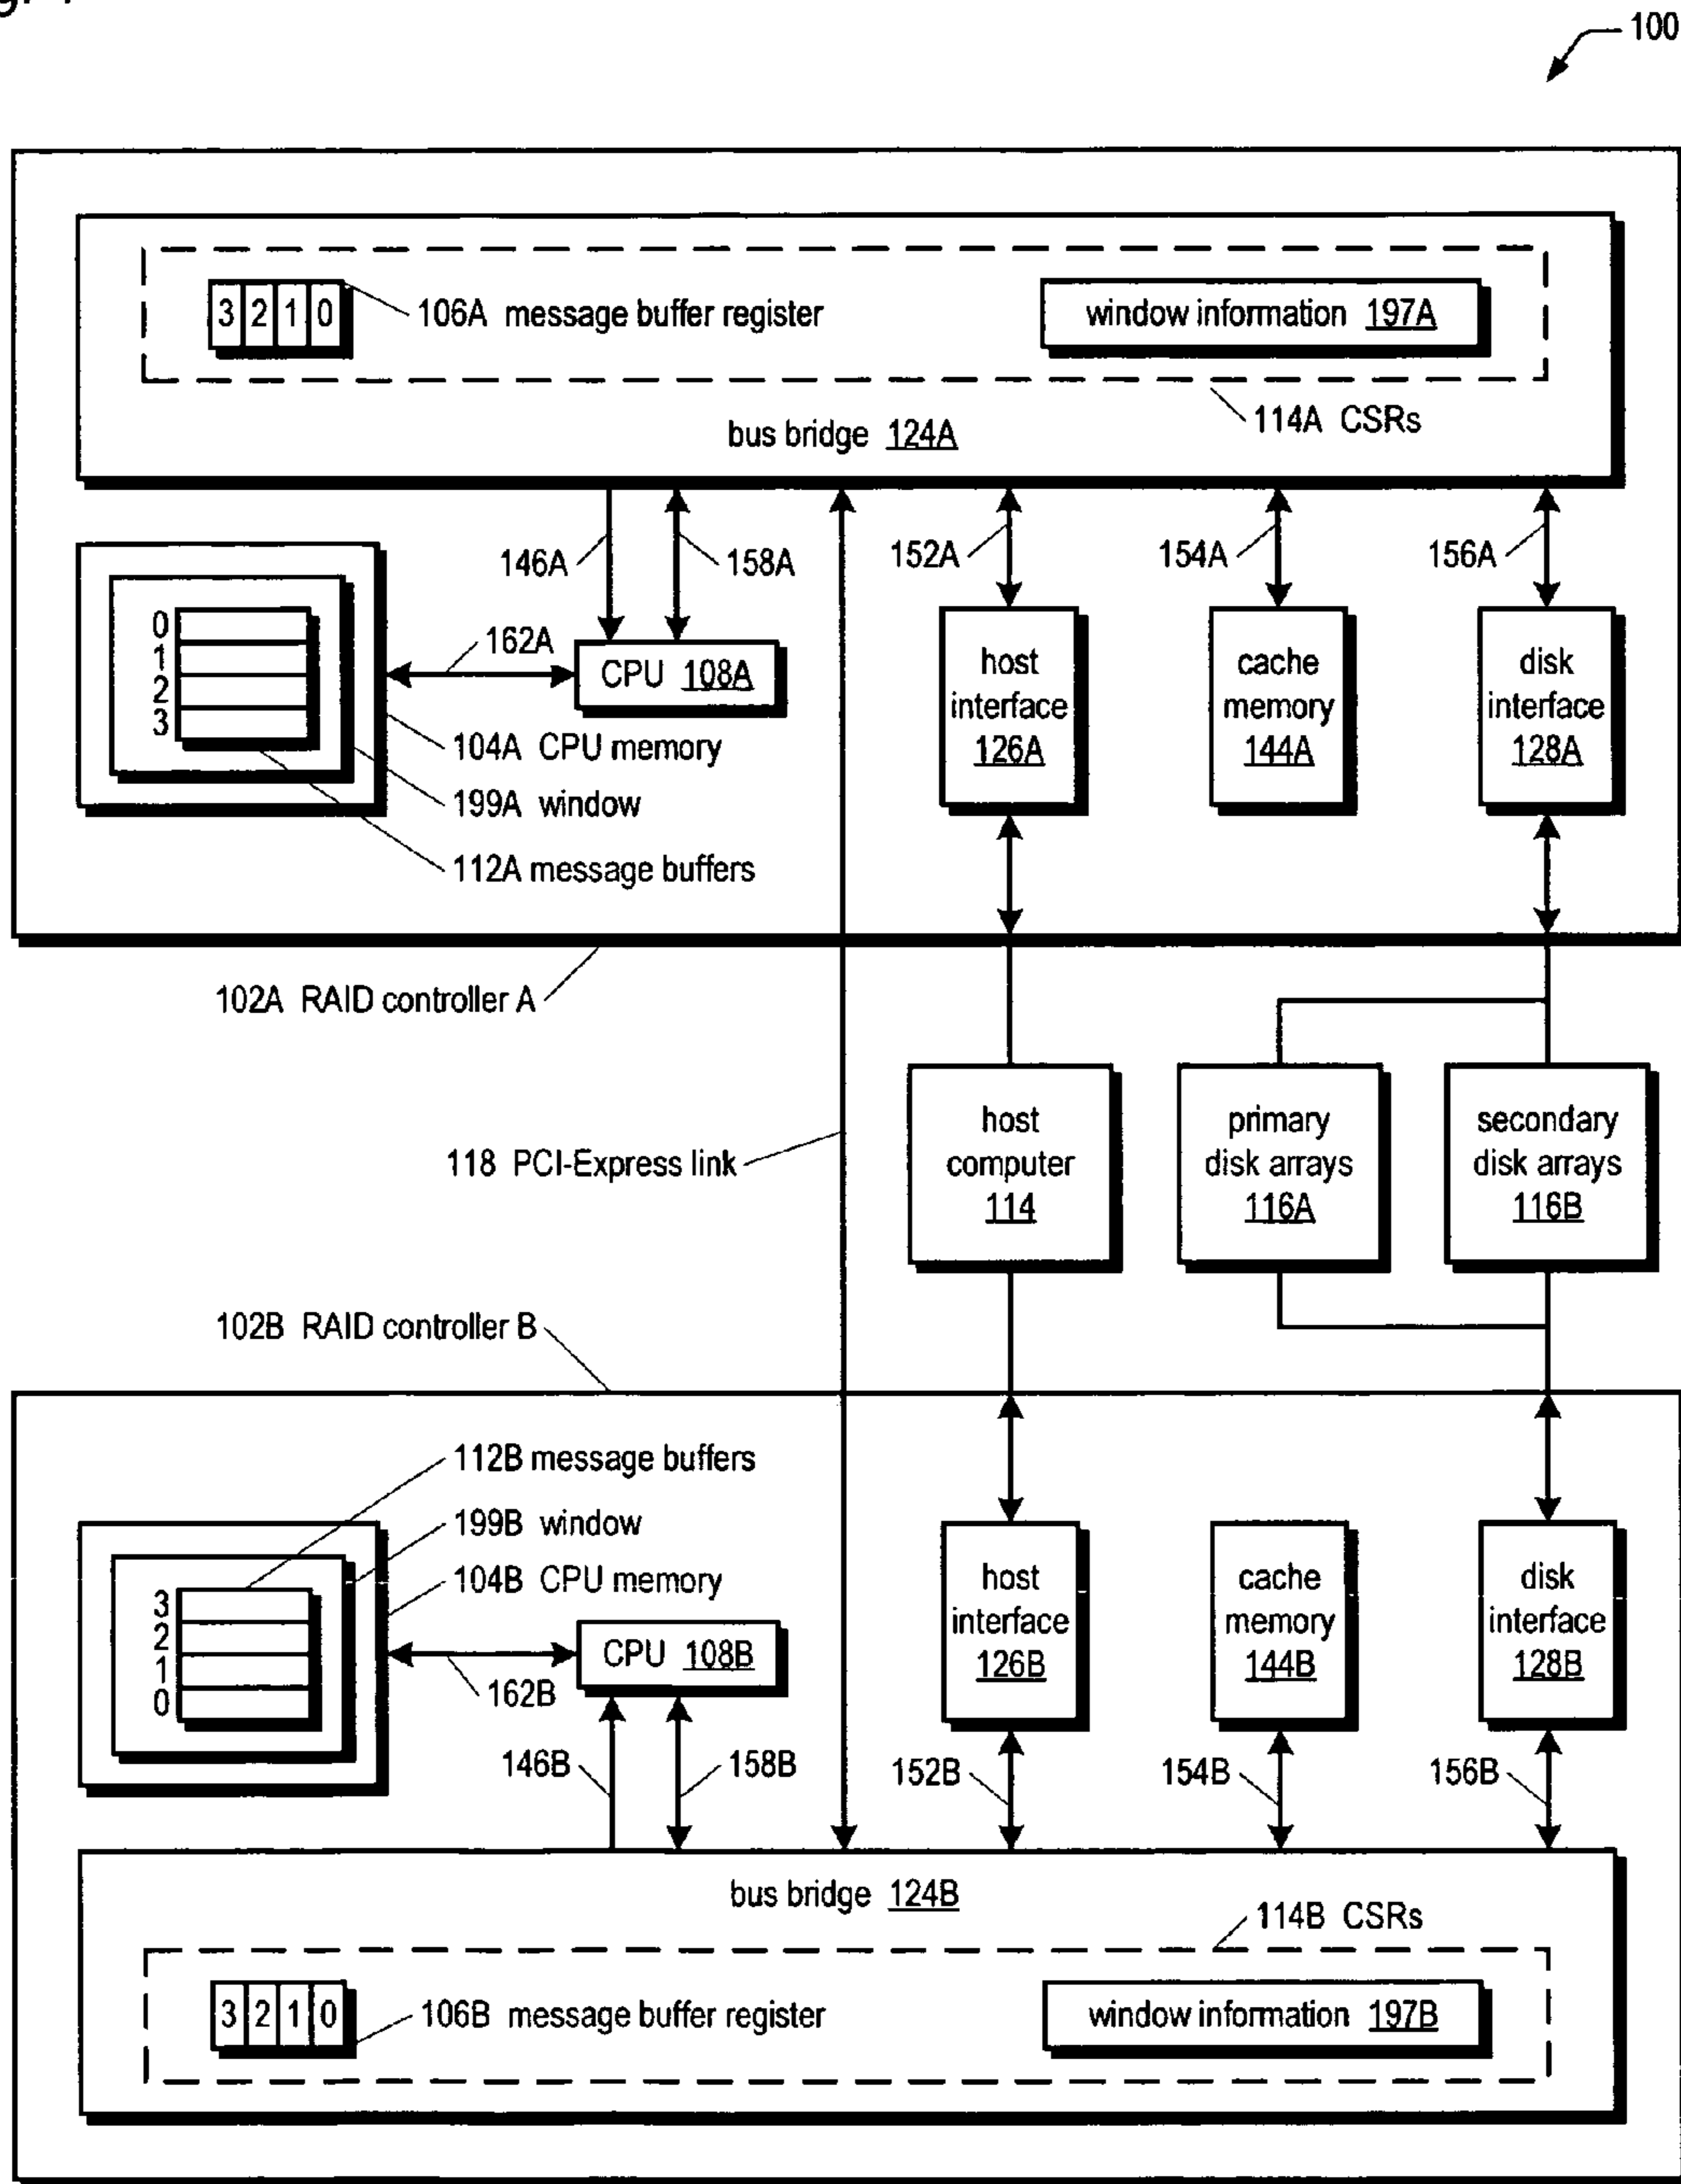 100
3 2 1 0
106A message buffer register
window information 197A
114A CSRs
bus bridge 124A
146A
158A
152A
154A
156A
0
1
2
3
162A
CPU 108A
host
interface
126A
cache
memory
144A
disk
interface
128A
104A CPU memory
199A window
112A message buffers
102A RAID controller A
118 PCI-Express link
host
computer
114
primary
disk arrays
116A
secondary
disk arrays
116B
102B RAID controller B
112B message buffers
199B window
104B CPU memory
3
2
1
0
CPU 108B
162B
host
interface
126B
cache
memory
144B
disk
interface
128B
146B
158B
152B
154B
156B
bus bridge 124B
114B CSRs
3 2 1 0
106B message buffer register
window information 197B